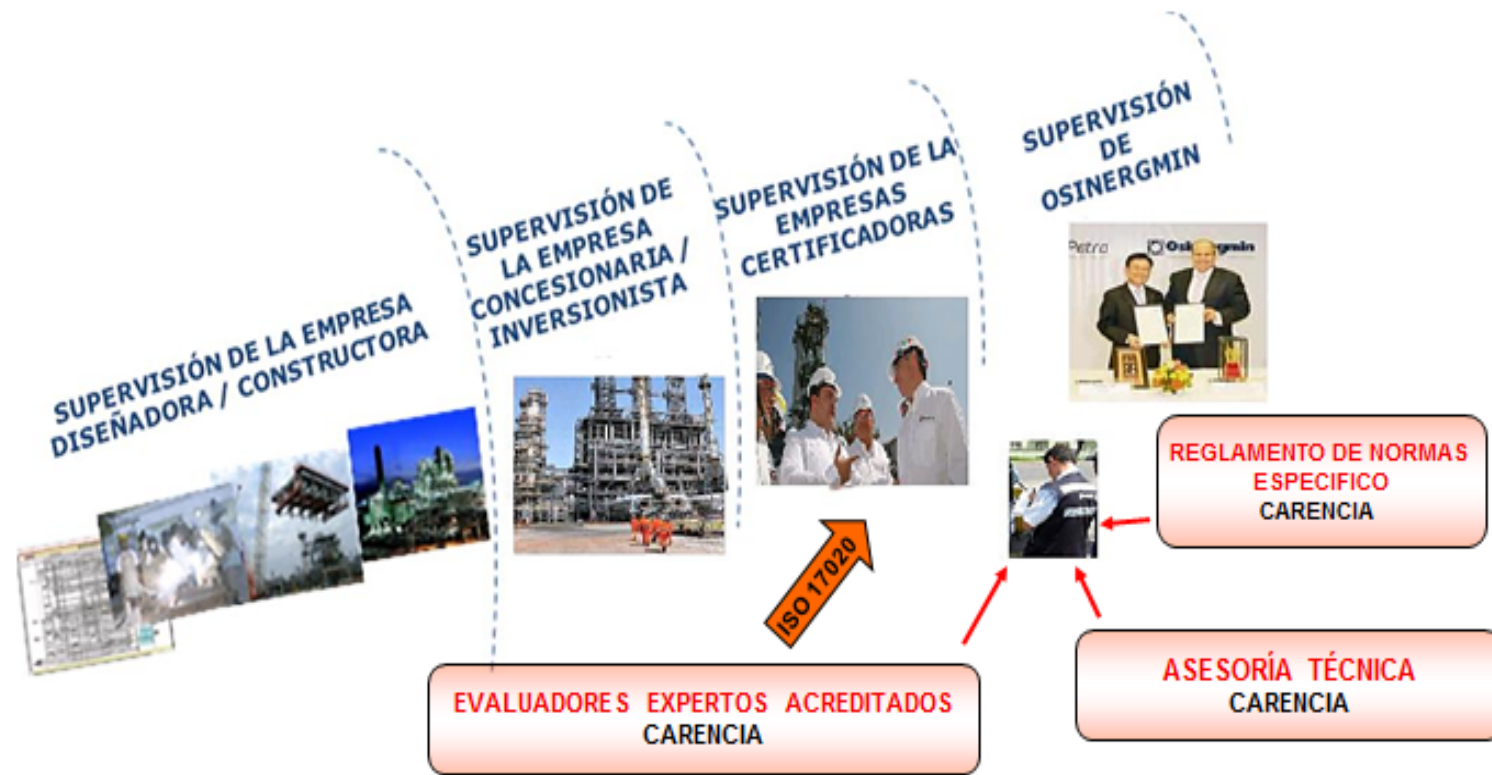 SUPERVISIÓN DE LA EMPRESA
DISEÑADORA / CONSTRUCTORA
SUPERVISIÓN DE
LA EMPRESA
CONCESIONARIA /
INVERSIONISTA
SUPERVISIÓN DE LA
EMPRESAS
CERTIFICADORAS
SUPERVISIÓN
DE
OSINERGMIN
Petro
Osinergmin
ISO 17020
REGLAMENTO DE NORMAS
ESPECIFICO
CARENCIA
EVALUADORES EXPERTOS ACREDITADOS
CARENCIA
ASESORÍA TÉCNICA
CARENCIA